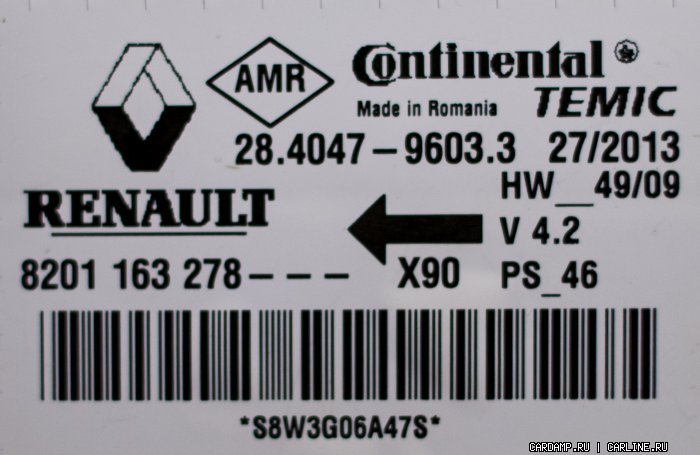 AMR
Continental
Made in Romania TEMIC
28.4047-9603.3 27/2013
RENAULT
HW__49/09
V 4.2
8201 163 278--- X90 PS_46
*S8W3G06A47S*
CARDAMP.RU | CARLINE.RU